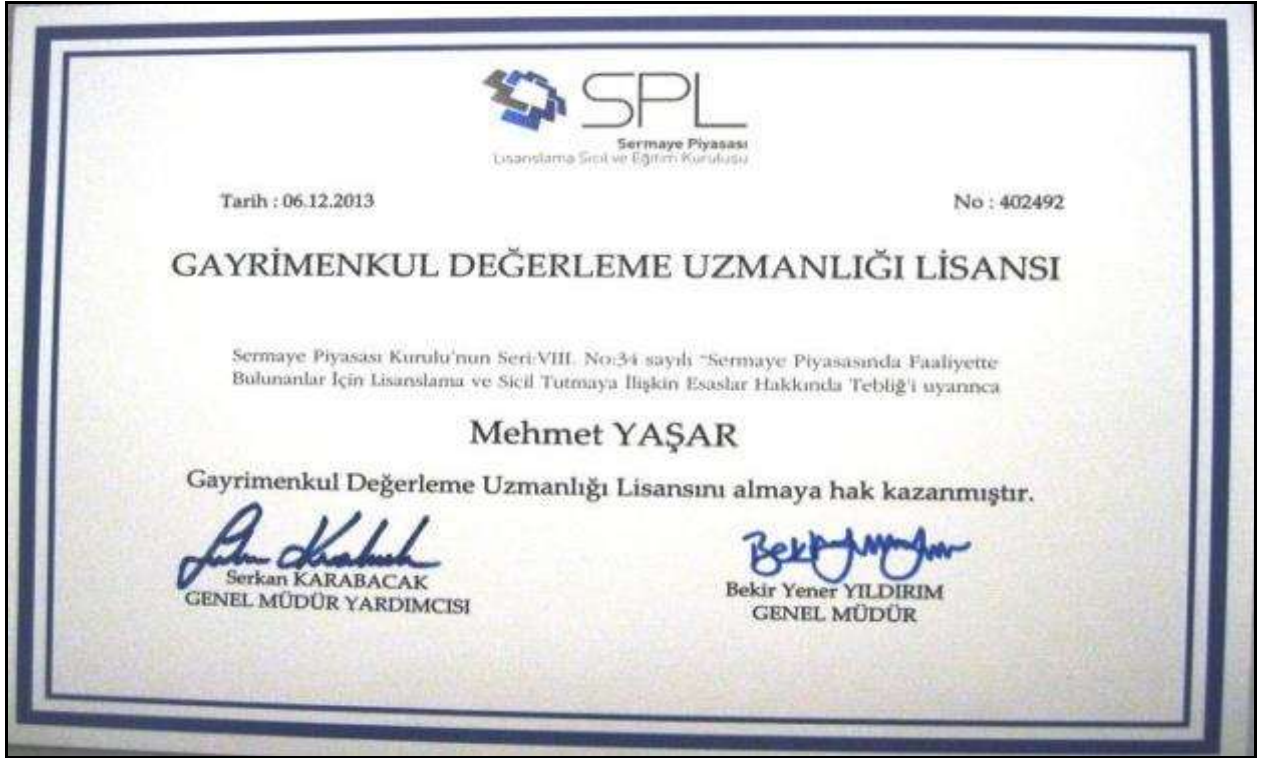 SPL
Sermaye Piyasası
Lisanslama Sicil ve Eğitim Kuruluşu
Tarih : 06.12.2013
No : 402492
GAYRİMENKUL DEĞERLEME UZMANLIĞI LİSANSI
Sermaye Piyasası Kurulu'nun Seri:VIII. No:34 sayılı "Sermaye Piyasasında Faaliyette
Bulunanlar İçin Lisanslama ve Sicil Tutmaya İlişkin Esaslar Hakkında Tebliğ'i uyarınca
Mehmet YAŞAR
Gayrimenkul Değerleme Uzmanlığı Lisansını almaya hak kazanmıştır.
Serkan KARABACAK
GENEL MÜDÜR YARDIMCISI
Bekir Yener YILDIRIM
GENEL MÜDÜR